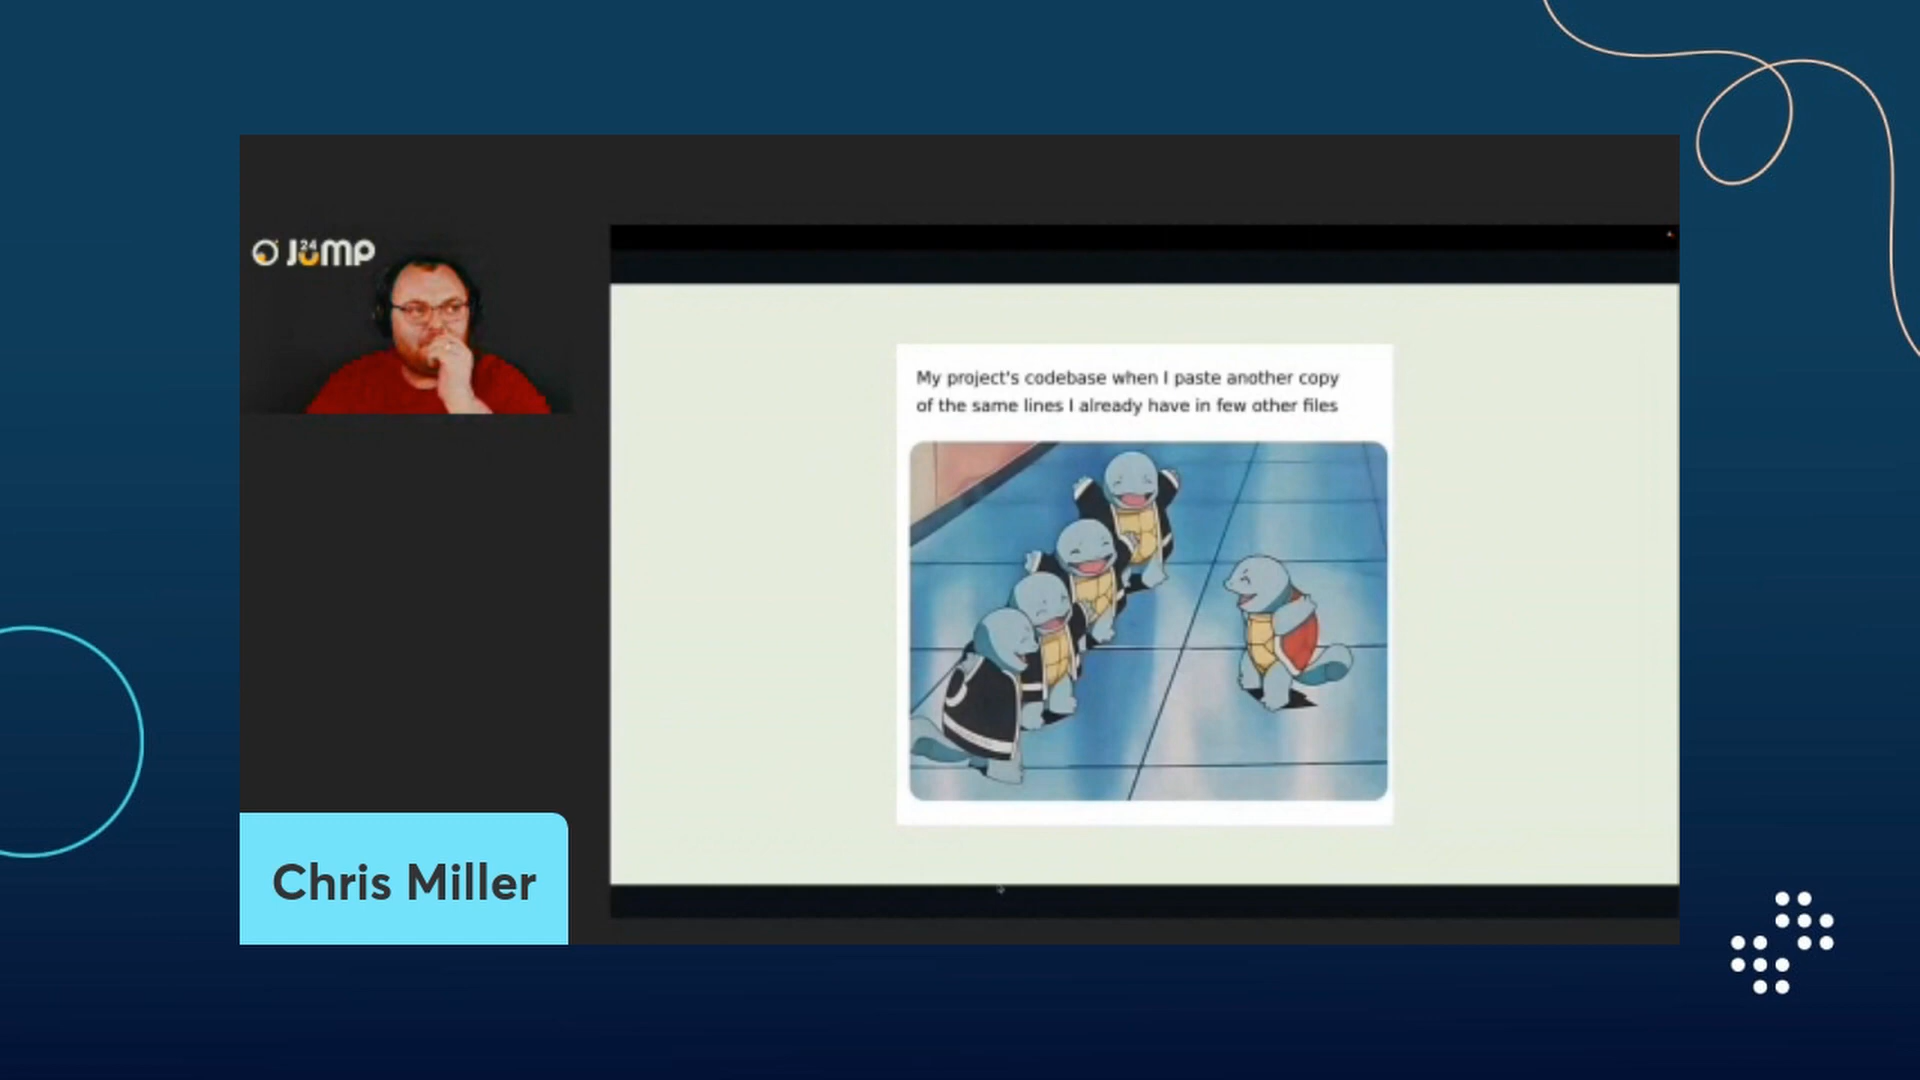 JUMP
24
My project's codebase when I paste another copy
of the same lines I already have in few other files
Chris Miller